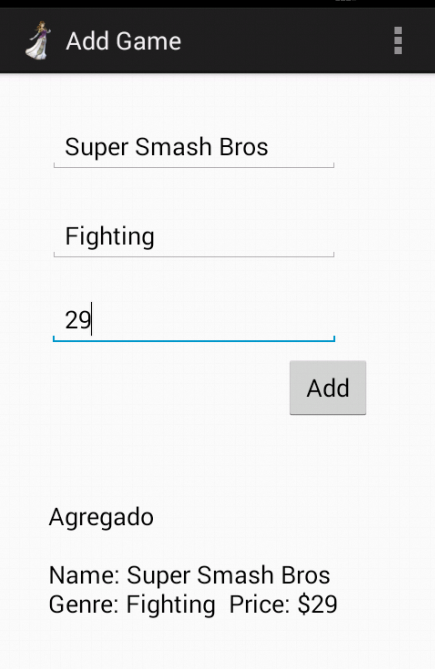 Add Game
Super Smash Bros
Fighting
29
Add
Agregado
Name: Super Smash Bros
Genre: Fighting  Price: $29